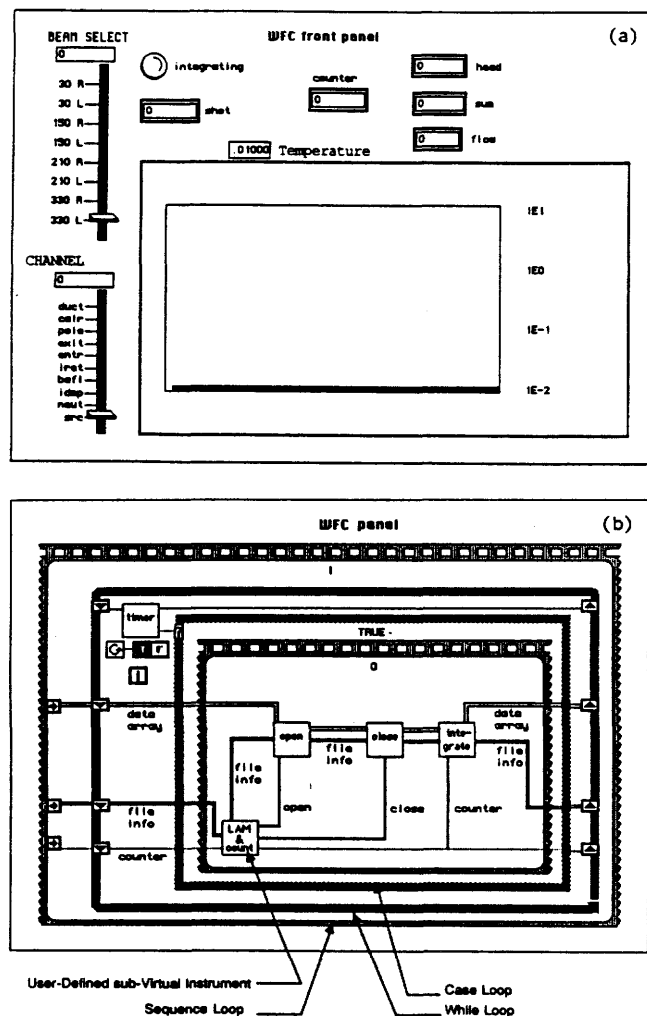 BEAM SELECT
WFC front panel
(a)
0
integrating
0
head
30 R
counter
30 L
0
shot
0
0
sum
150 R
150 L
0
flos
210 R
.01000 Temperature
210 L
330 R
330 L
1E1
CHANNEL
0
1E0
duct
calr
pole
exit
1E-1
entr
iret
bafl
idmp
1E-2
neut
src
WFC panel
(b)
1
timer
TRUE
0
data
array
open
close
inte-
grate
data
array
file
info
file
info
file
info
open
close
counter
file
info
LAM
&
count
counter
User-Defined sub-Virtual Instrument
Case Loop
Sequence Loop
While Loop